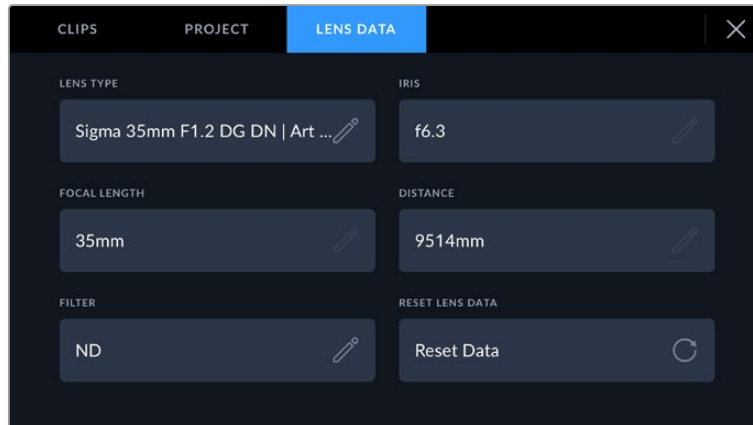 CLIPS PROJECT LENS DATA
LENS TYPE IRIS
Sigma 35mm F1.2 DG DN | Art ... f6.3
FOCAL LENGTH DISTANCE
35mm 9514mm
FILTER RESET LENS DATA
ND Reset Data